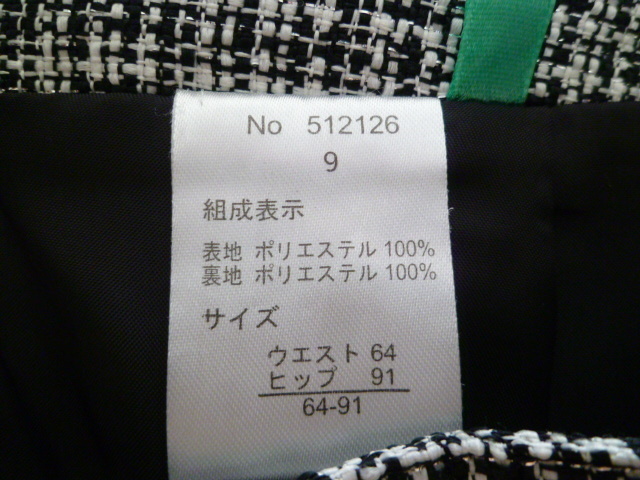 No 512126
9
組成表示
表地 ポリエステル 100%
裏地 ポリエステル 100%
サイズ
ウエスト 64
ヒップ 91
64-91